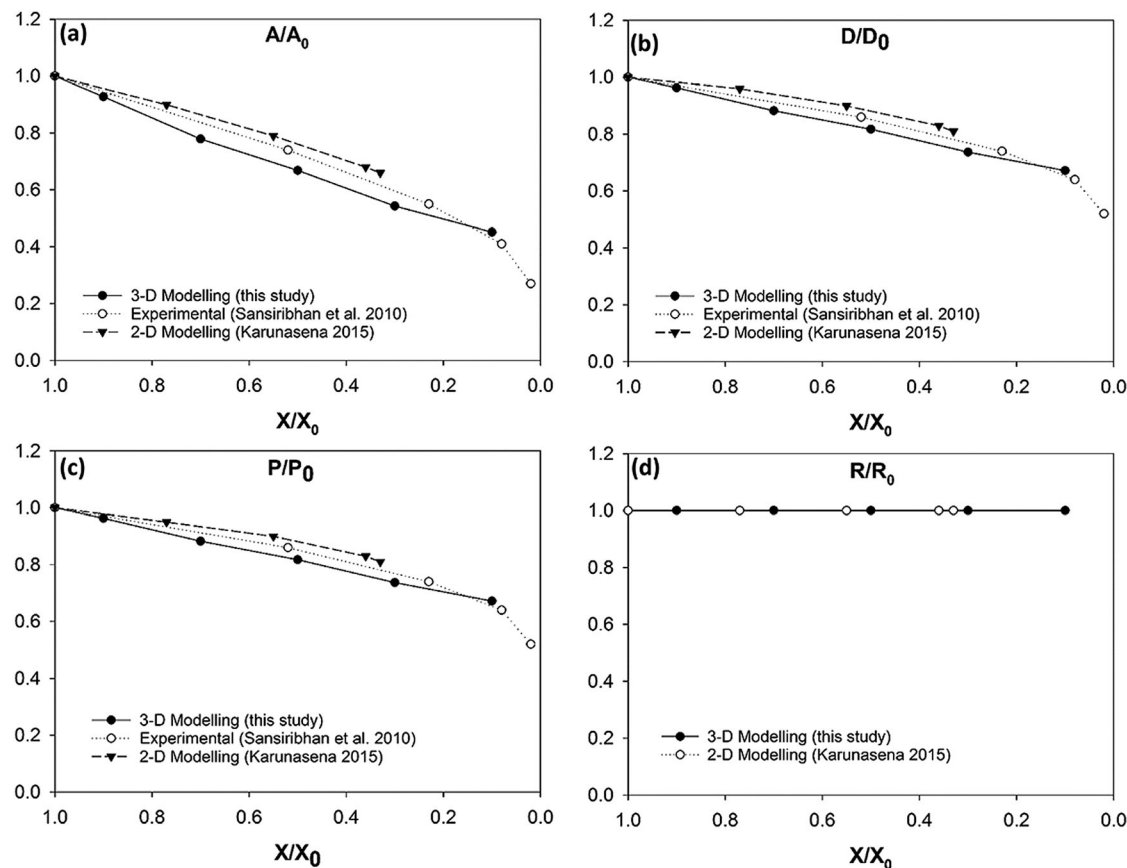 (a) A/A0
1.2
1.0
0.8
0.6
0.4
0.2
0.0
3-D Modelling (this study)
Experimental (Sansiribhan et al. 2010)
2-D Modelling (Karunasena 2015)
1.0 0.8 0.6 0.4 0.2 0.0
X/X0
(b) D/D0
1.2
1.0
0.8
0.6
0.4
0.2
0.0
3-D Modelling (this study)
Experimental (Sansiribhan et al. 2010)
2-D Modelling (Karunasena 2015)
1.0 0.8 0.6 0.4 0.2 0.0
X/X0
(c) P/P0
1.2
1.0
0.8
0.6
0.4
0.2
0.0
3-D Modelling (this study)
Experimental (Sansiribhan et al. 2010)
2-D Modelling (Karunasena 2015)
1.0 0.8 0.6 0.4 0.2 0.0
X/X0
(d) R/R0
1.2
1.0
0.8
0.6
0.4
0.2
0.0
3-D Modelling (this study)
2-D Modelling (Karunasena 2015)
1.0 0.8 0.6 0.4 0.2 0.0
X/X0